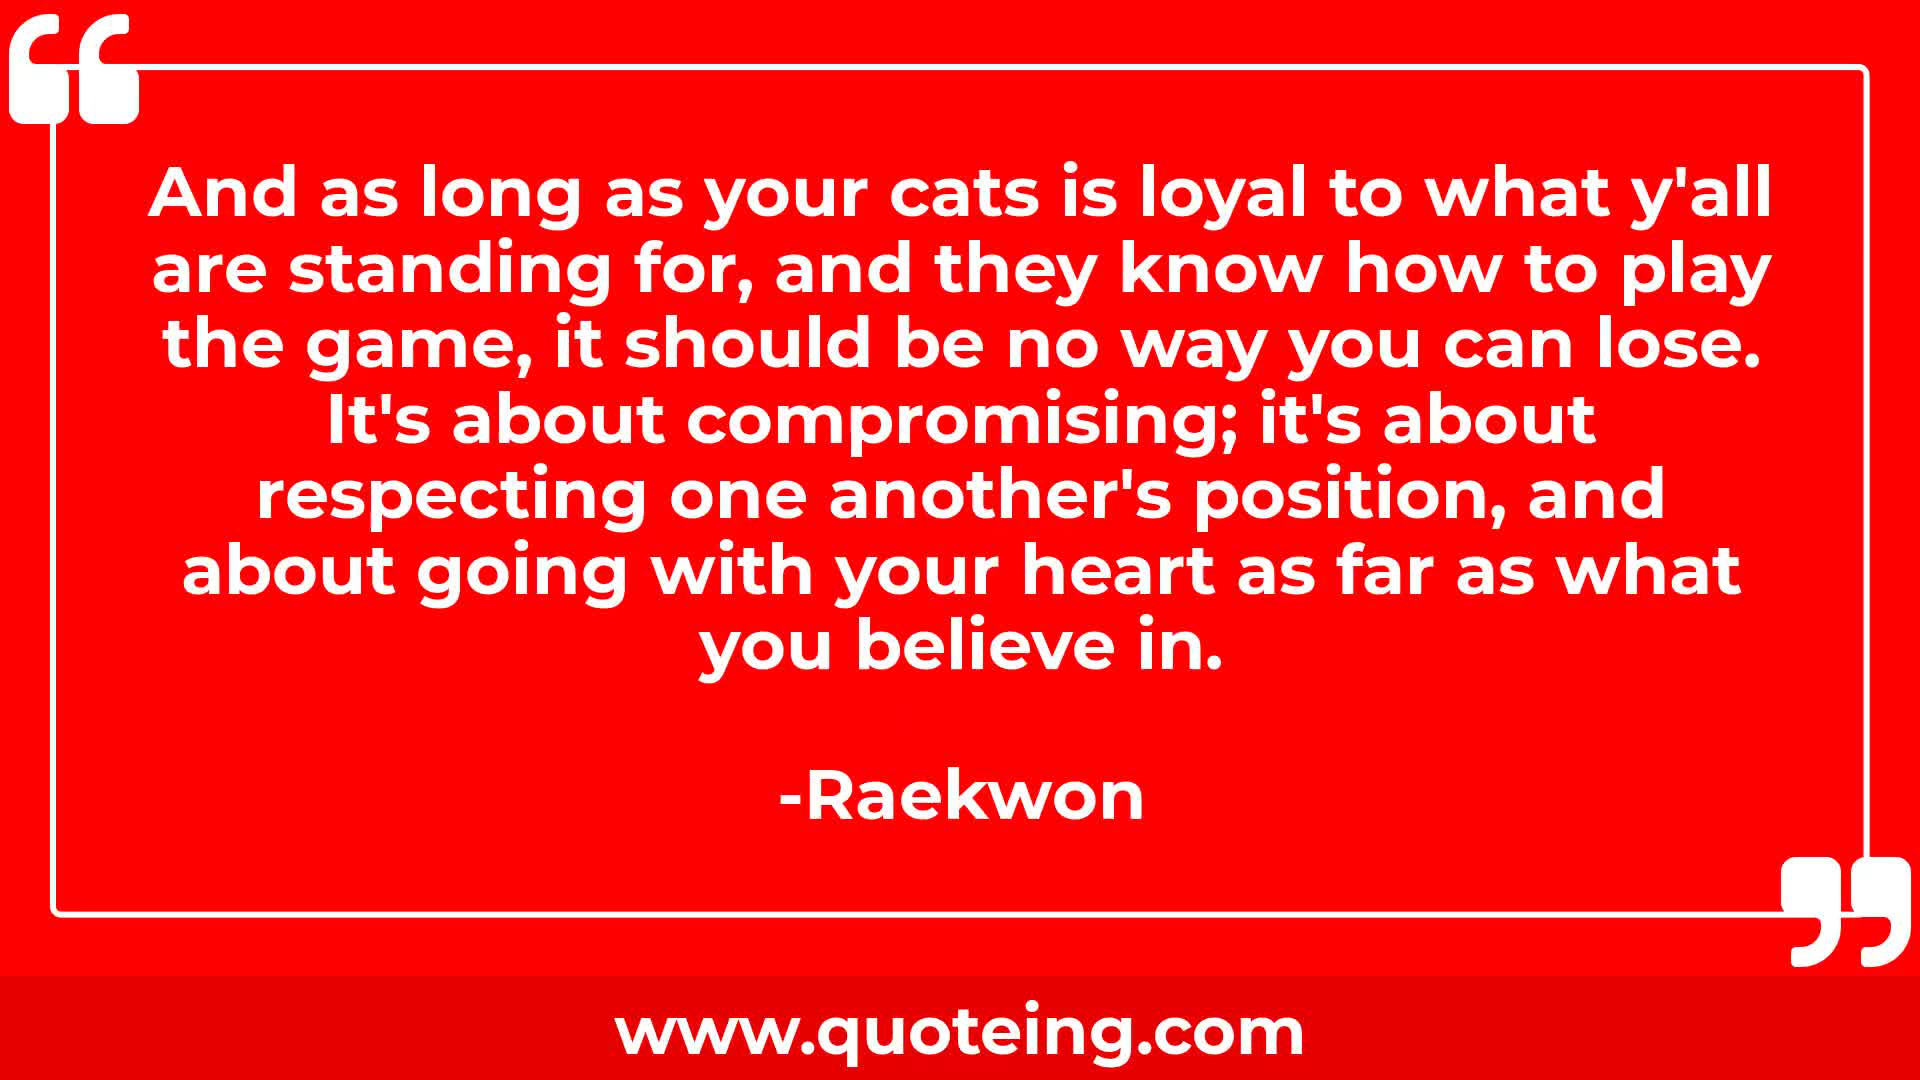 And as long as your cats is loyal to what y'all
are standing for, and they know how to play
the game, it should be no way you can lose.
It's about compromising; it's about
respecting one another's position, and
about going with your heart as far as what
you believe in.
-Raekwon
www.quoteing.com